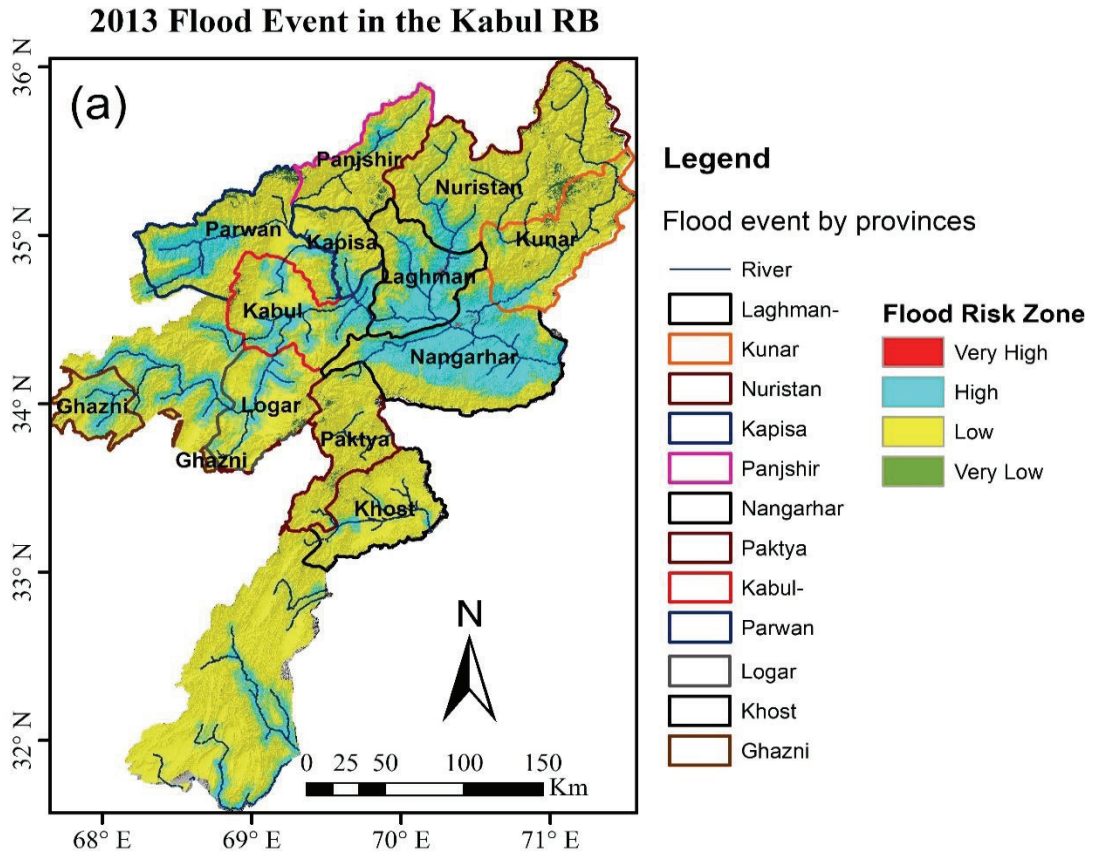 2013 Flood Event in the Kabul RB
(a)
36° N
35° N
34° N
33° N
32° N
68° E
69° E
70° E
71° E
Panjshir
Nuristan
Parwan
Kapisa
Kunar
Laghman
Kabul
Nangarhar
Ghazni
Logar
Ghazni
Paktya
Khost
N
0 25 50 100 150
Km
Legend
Flood event by provinces
River
Laghman-
Kunar
Nuristan
Kapisa
Panjshir
Nangarhar
Paktya
Kabul-
Parwan
Logar
Khost
Ghazni
Flood Risk Zone
Very High
High
Low
Very Low